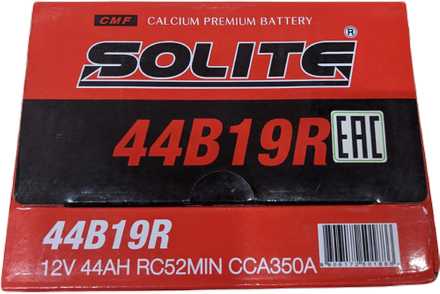 CMF CALCIUM PREMIUM BATTERY
SOLITE ®
44B19R EAC
44B19R
12V 44AH RC52MIN CCA350A